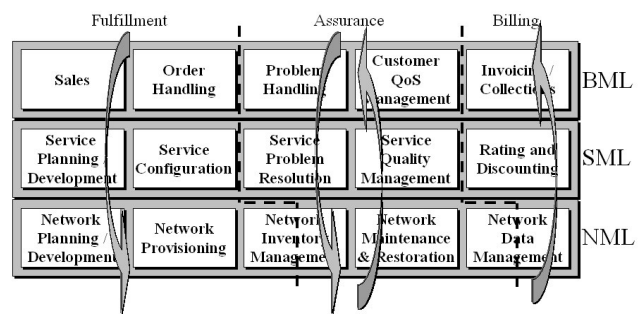 Fulfillment Assurance Billing
Sales
Order
Handling
Problem
Handling
Customer
QoS
Management
Invoicing /
Collections
BML
Service
Planning /
Development
Service
Configuration
Service
Problem
Resolution
Service
Quality
Management
Rating and
Discounting
SML
Network
Planning /
Development
Network
Provisioning
Network
Inventory
Management
Network
Maintenance
& Restoration
Network
Data
Management
NML